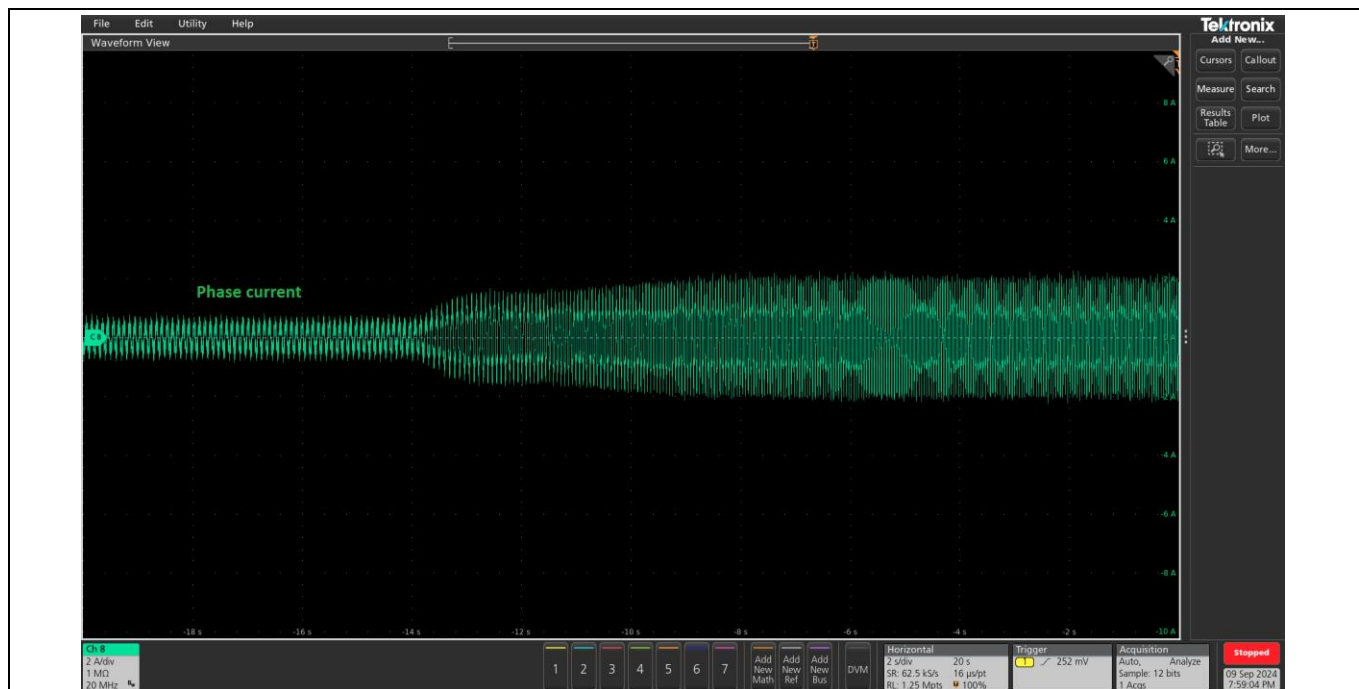 File Edit Utility Help
Tektronix
Waveform View
Add New...
Cursors Callout
Measure Search
Results Table Plot
More...
8 A
6 A
4 A
2 A
Phase current
C 8
-2 A
-4 A
-6 A
-8 A
-18 s -16 s -14 s -12 s -10 s -8 s -6 s -4 s -2 s -10 A
Ch 8
2 A/div
1 MΩ
20 MHz
1 2 3 4 5 6 7
Add New Math
Add New Ref
Add New Bus
DVM
Horizontal
2 s/div 20 s
SR: 62.5 kS/s 16 µs/pt
RL: 1.25 Mpts 100%
Trigger
1 252 mV
Acquisition
Auto, Analyze
Sample: 12 bits
1 Acqs
Stopped
09 Sep 2024
7:59:04 PM